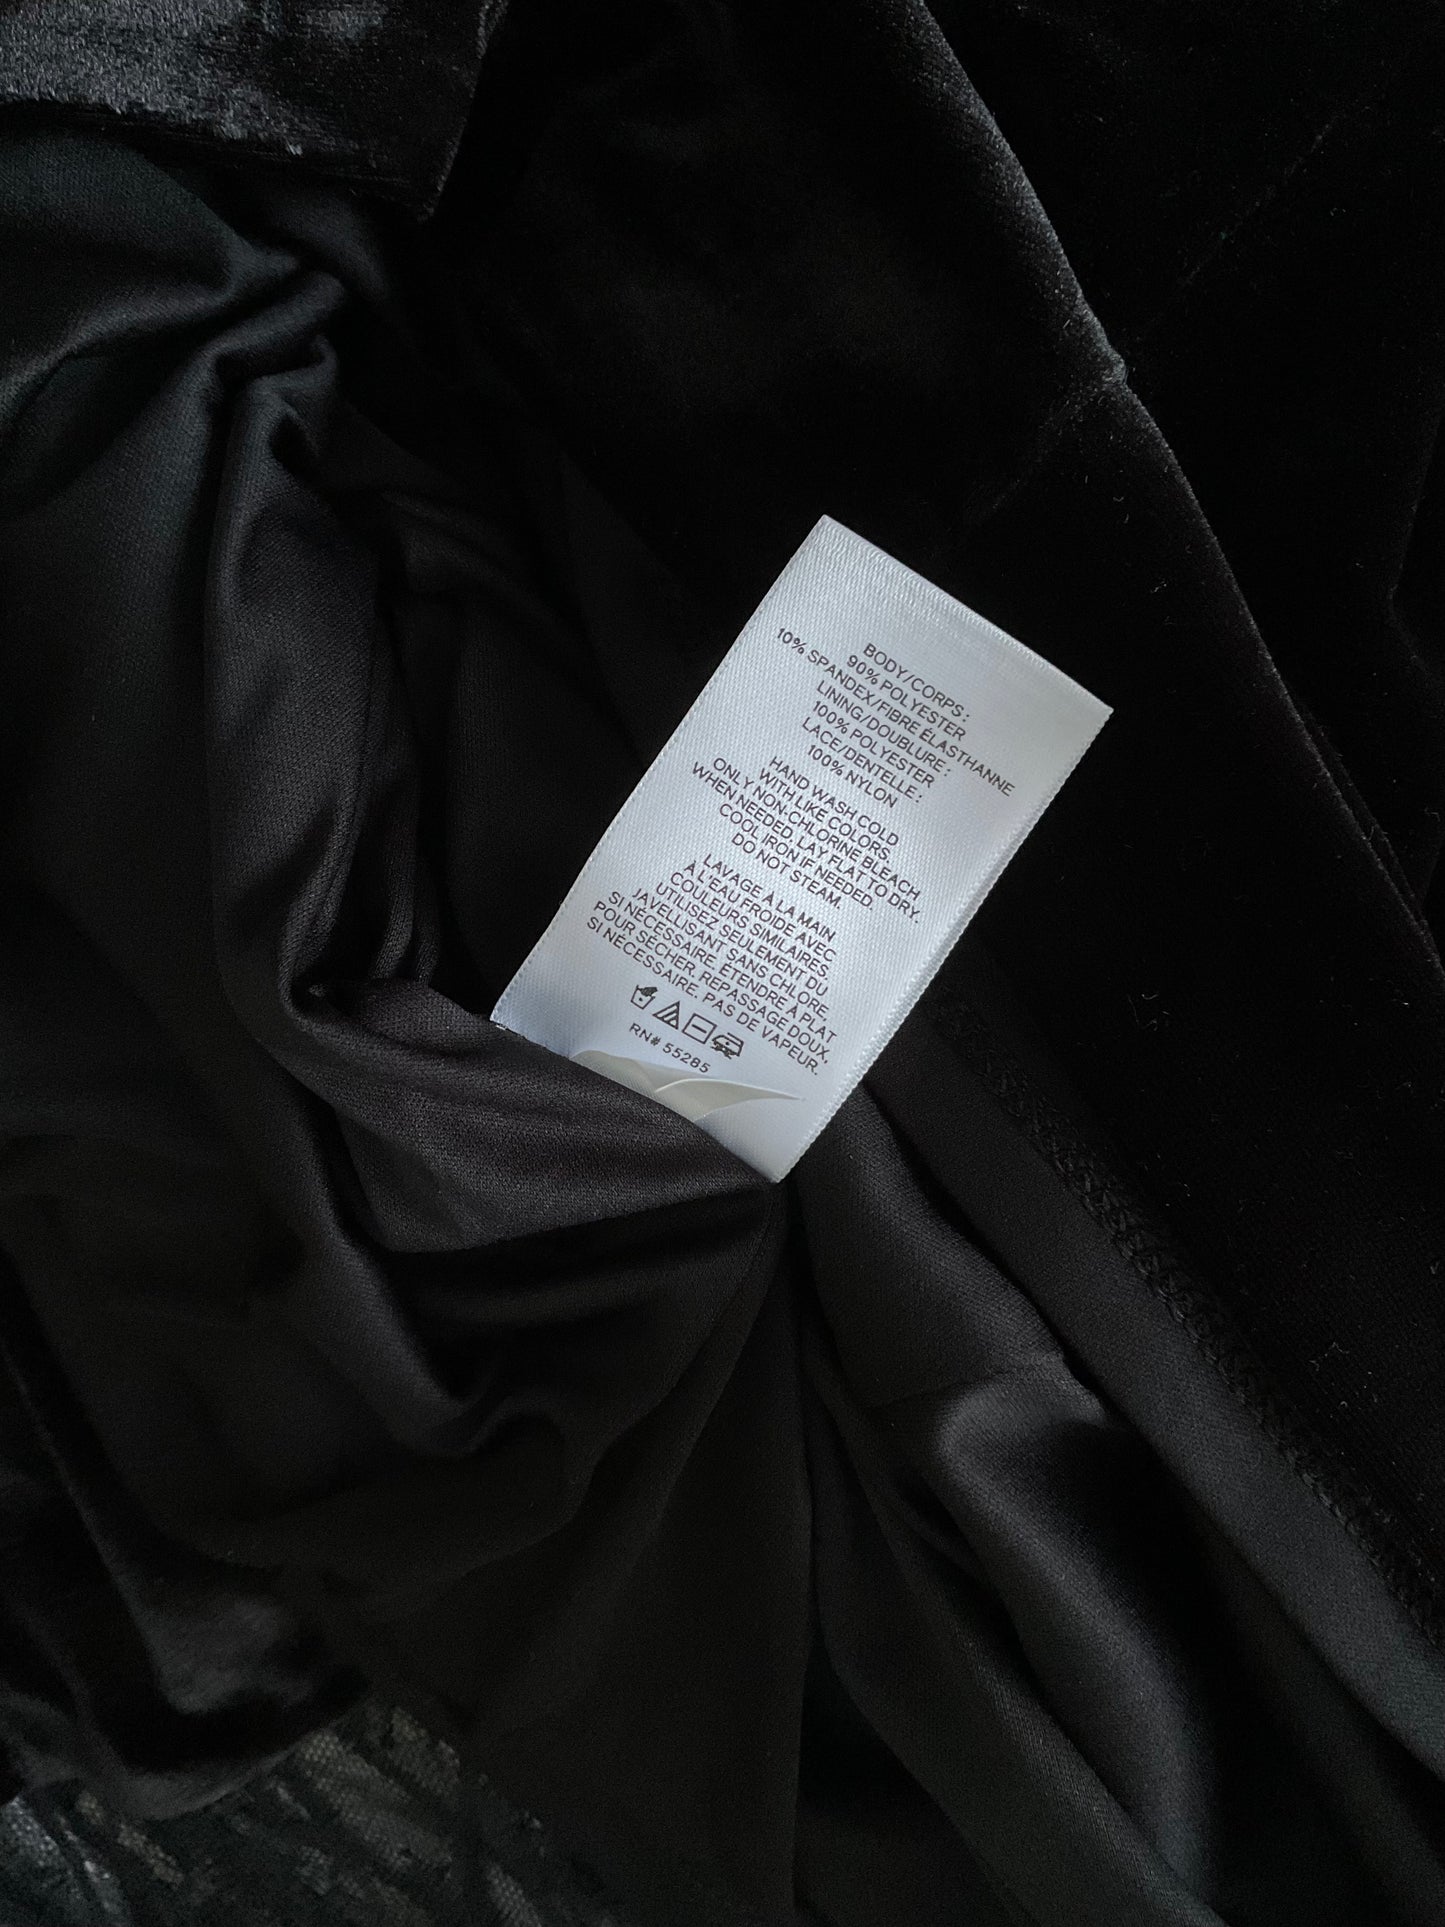 BODY/CORPS:
90% POLYESTER
10% SPANDEX/FIBRE ÉLASTHANNE
LINING/DOUBLURE:
100% POLYESTER
LACE/DENTELLE:
100% NYLON
HAND WASH COLD
WITH LIKE COLORS.
ONLY NON-CHLORINE BLEACH
WHEN NEEDED. LAY FLAT TO DRY.
COOL IRON IF NEEDED.
DO NOT STEAM.
LAVAGE À LA MAIN
À L'EAU FROIDE AVEC
COULEURS SIMILAIRES.
UTILISEZ SEULEMENT DU
JAVELLISANT SANS CHLORE,
SI NÉCESSAIRE. ÉTENDRE À PLAT
POUR SÉCHER. REPASSAGE DOUX,
SI NÉCESSAIRE. PAS DE VAPEUR.
RN# 55285